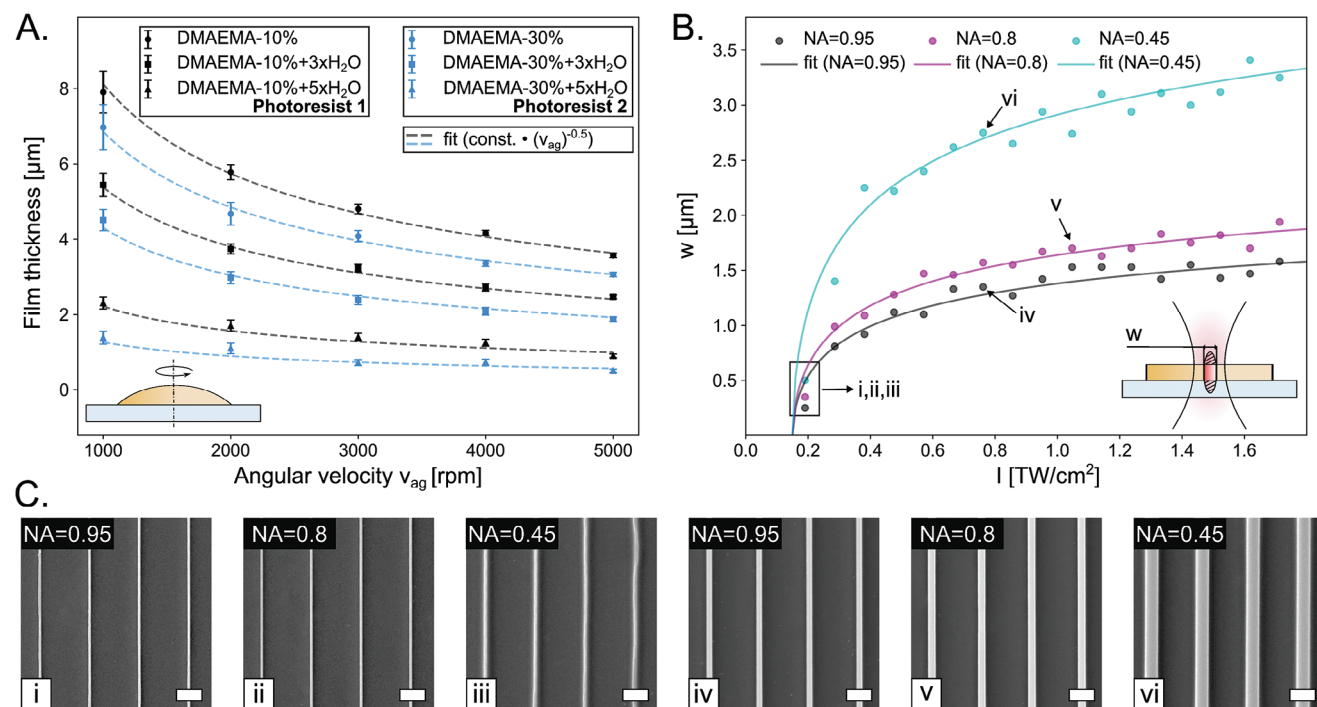 A.
DMAEMA-10%
DMAEMA-10%+3xH₂O
DMAEMA-10%+5xH₂O
Photoresist 1
DMAEMA-30%
DMAEMA-30%+3xH₂O
DMAEMA-30%+5xH₂O
Photoresist 2
fit (const. • (v_ag)^-0.5)
Film thickness [µm]
8
6
4
2
0
1000 2000 3000 4000 5000
Angular velocity v_ag [rpm]
B.
NA=0.95 NA=0.8 NA=0.45
fit (NA=0.95) fit (NA=0.8) fit (NA=0.45)
w [µm]
3.5
3.0
2.5
2.0
1.5
1.0
0.5
vi
v
iv
i,ii,iii
w
0.0 0.2 0.4 0.6 0.8 1.0 1.2 1.4 1.6
I [TW/cm²]
C.
NA=0.95
i
NA=0.8
ii
NA=0.45
iii
NA=0.95
iv
NA=0.8
v
NA=0.45
vi